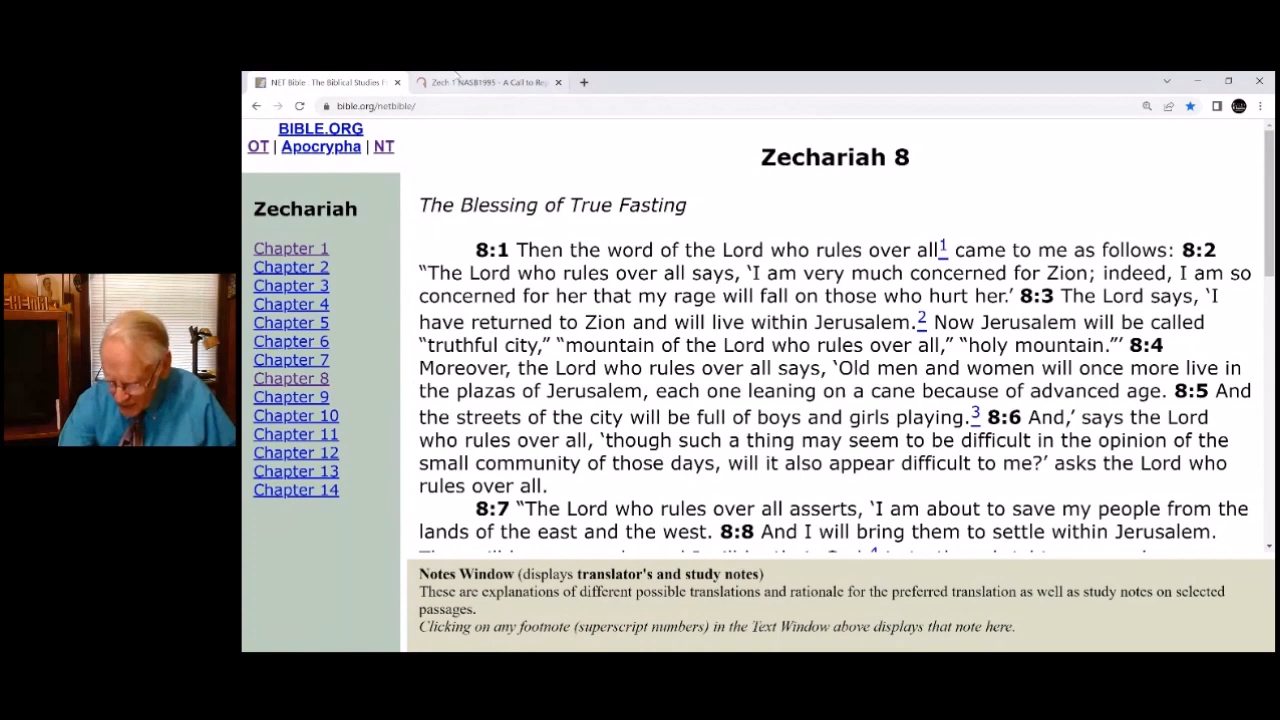 NET Bible : The Biblical Studies F
Zech 1 NASB1995 - A Call to Re
bible.org/netbible/
BIBLE.ORG
OT | Apocrypha | NT
Zechariah
Chapter 1
Chapter 2
Chapter 3
Chapter 4
Chapter 5
Chapter 6
Chapter 7
Chapter 8
Chapter 9
Chapter 10
Chapter 11
Chapter 12
Chapter 13
Chapter 14
Zechariah 8
The Blessing of True Fasting
8:1 Then the word of the Lord who rules over all1 came to me as follows: 8:2
“The Lord who rules over all says, ‘I am very much concerned for Zion; indeed, I am so
concerned for her that my rage will fall on those who hurt her.’ 8:3 The Lord says, ‘I
have returned to Zion and will live within Jerusalem.2 Now Jerusalem will be called
“truthful city,” “mountain of the Lord who rules over all,” “holy mountain.”’ 8:4
Moreover, the Lord who rules over all says, ‘Old men and women will once more live in
the plazas of Jerusalem, each one leaning on a cane because of advanced age. 8:5 And
the streets of the city will be full of boys and girls playing.3 8:6 And,’ says the Lord
who rules over all, ‘though such a thing may seem to be difficult in the opinion of the
small community of those days, will it also appear difficult to me?’ asks the Lord who
rules over all.
8:7 “The Lord who rules over all asserts, ‘I am about to save my people from the
lands of the east and the west. 8:8 And I will bring them to settle within Jerusalem.
Notes Window (displays translator's and study notes)
These are explanations of different possible translations and rationale for the preferred translation as well as study notes on selected
passages.
Clicking on any footnote (superscript numbers) in the Text Window above displays that note here.